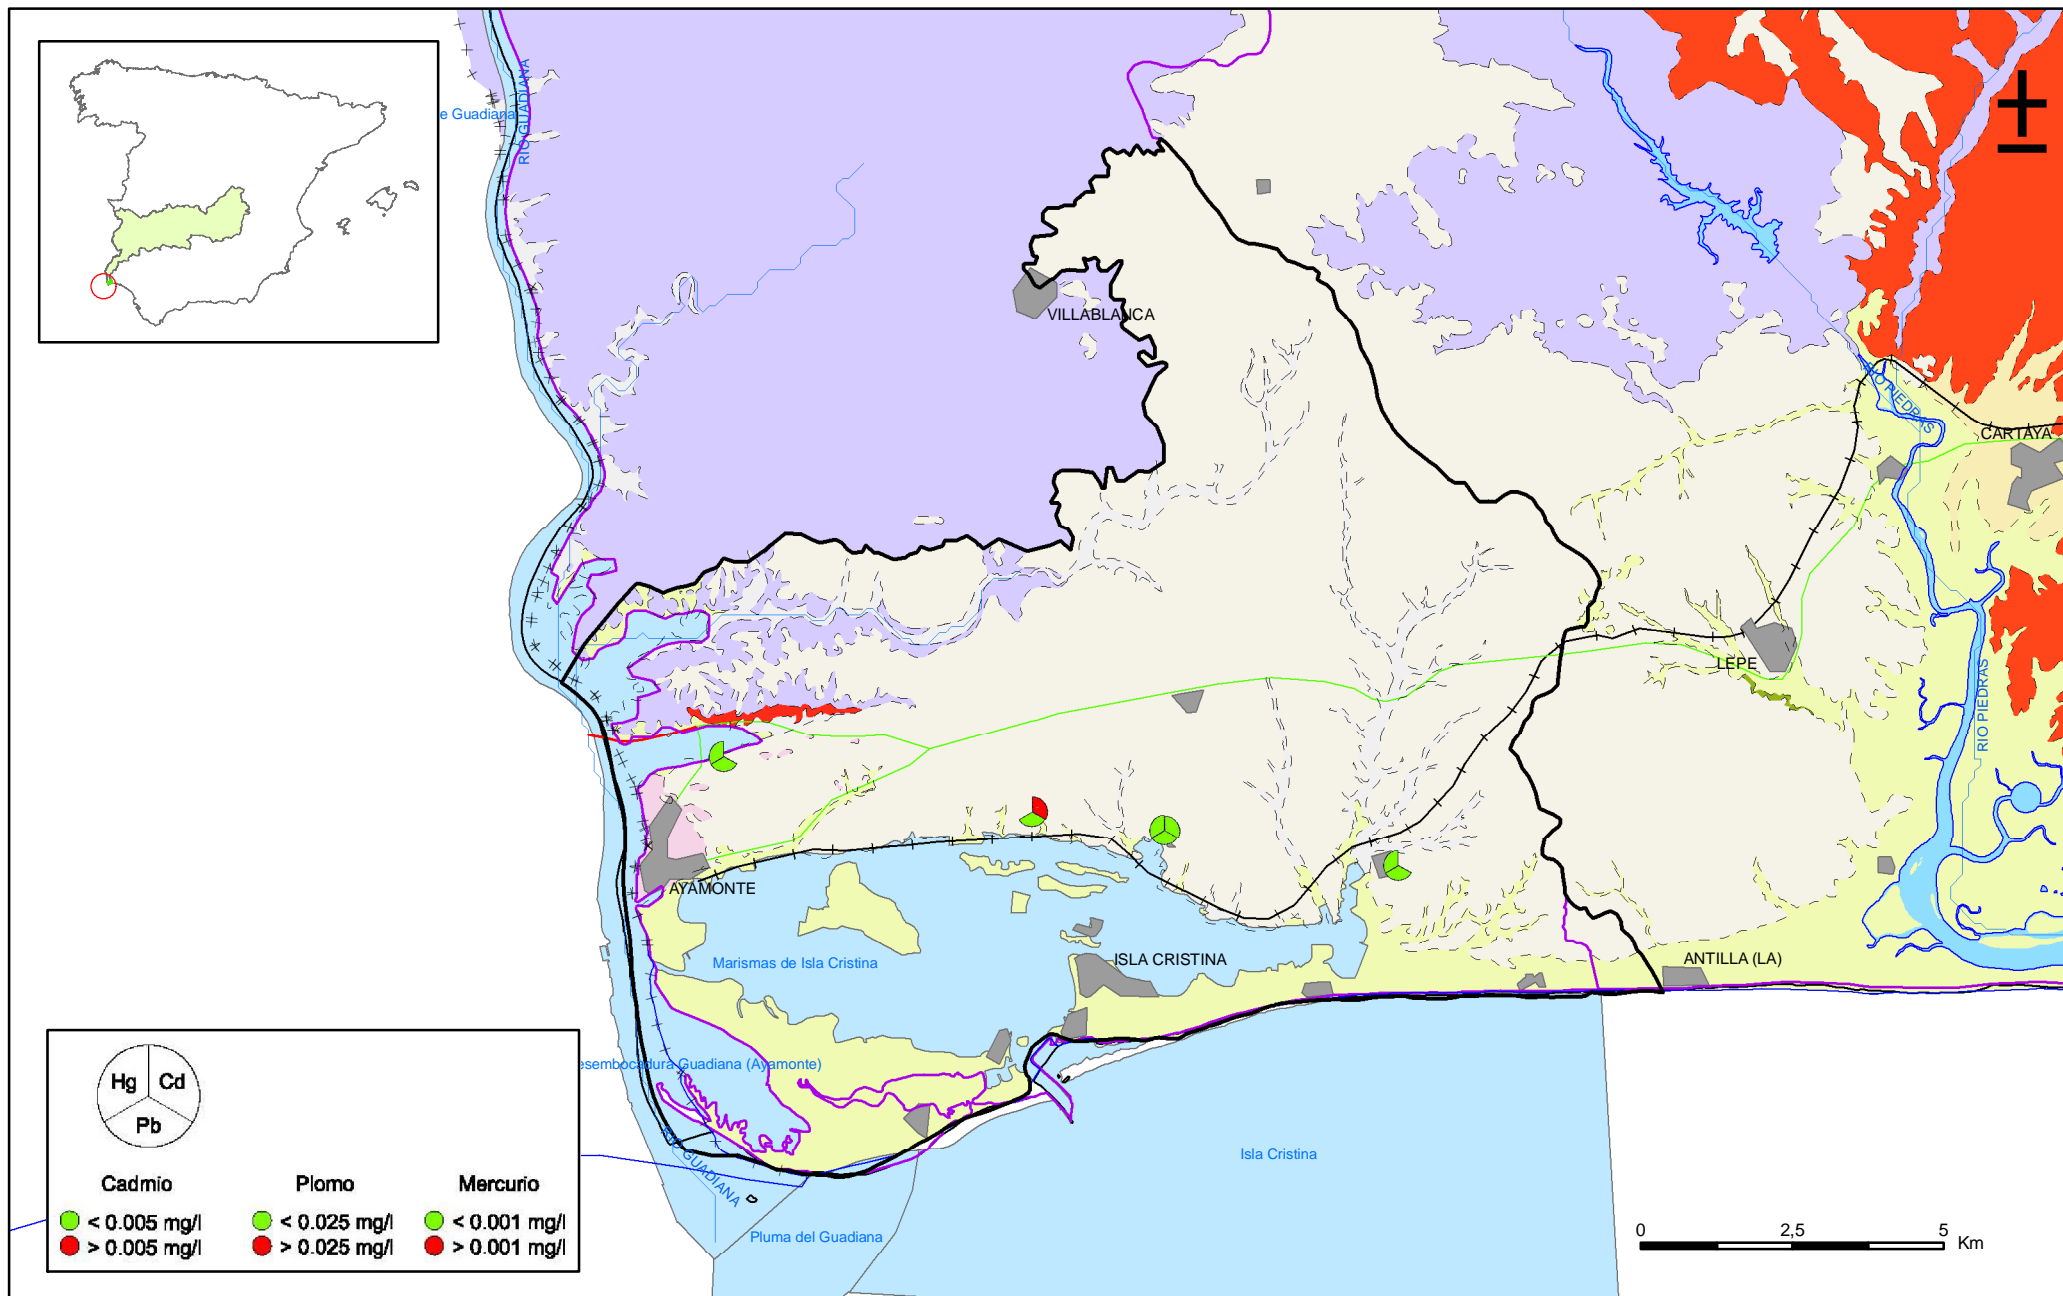 e Guadiana
RIO GUADIANA
VILLABLANCA
RIO PIEDRAS
CARTAYA
LEPE
RIO PIEDRAS
AYAMONTE
Marismas de Isla Cristina
ISLA CRISTINA
ANTILLA (LA)
esembocadura Guadiana (Ayamonte)
RIO GUADIANA
Isla Cristina
Pluma del Guadiana
Hg Cd
Pb
Cadmio Plomo Mercurio
< 0.005 mg/l < 0.025 mg/l < 0.001 mg/l
> 0.005 mg/l > 0.025 mg/l > 0.001 mg/l
0 2,5 5
Km